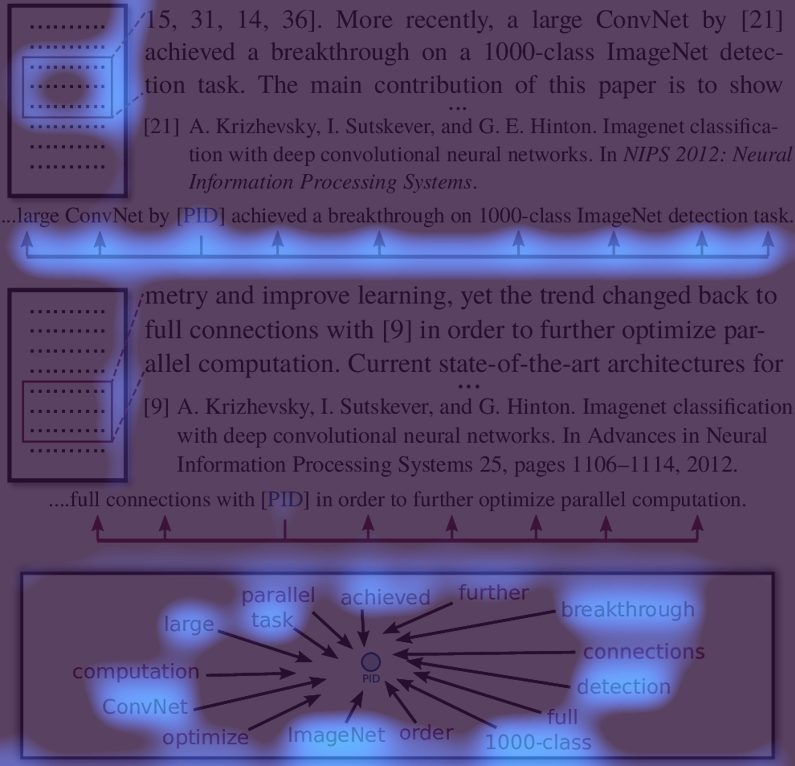 15, 31, 14, 36]. More recently, a large ConvNet by [21]
achieved a breakthrough on a 1000-class ImageNet detec-
tion task. The main contribution of this paper is to show
...
[21] A. Krizhevsky, I. Sutskever, and G. E. Hinton. Imagenet classifica-
tion with deep convolutional neural networks. In NIPS 2012: Neural
Information Processing Systems.
...large ConvNet by [PID] achieved a breakthrough on 1000-class ImageNet detection task.
metry and improve learning, yet the trend changed back to
full connections with [9] in order to further optimize par-
allel computation. Current state-of-the-art architectures for
...
[9] A. Krizhevsky, I. Sutskever, and G. Hinton. Imagenet classification
with deep convolutional neural networks. In Advances in Neural
Information Processing Systems 25, pages 1106–1114, 2012.
....full connections with [PID] in order to further optimize parallel computation.
parallel
achieved
further
large
task
breakthrough
computation
connections
PID
ConvNet
detection
optimize
ImageNet
order
full
1000-class